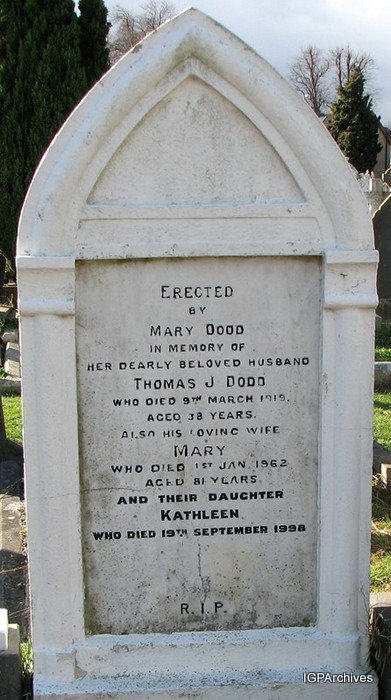 ERECTED
BY
MARY DODD
IN MEMORY OF
HER DEARLY BELOVED HUSBAND
THOMAS J DODD
WHO DIED 9TH MARCH 1919.
AGED 38 YEARS.
ALSO HIS LOVING WIFE
MARY
WHO DIED 1ST JAN. 1962
AGED 81 YEARS.
AND THEIR DAUGHTER
KATHLEEN
WHO DIED 19TH SEPTEMBER 1998
R.I.P.
IGPArchives